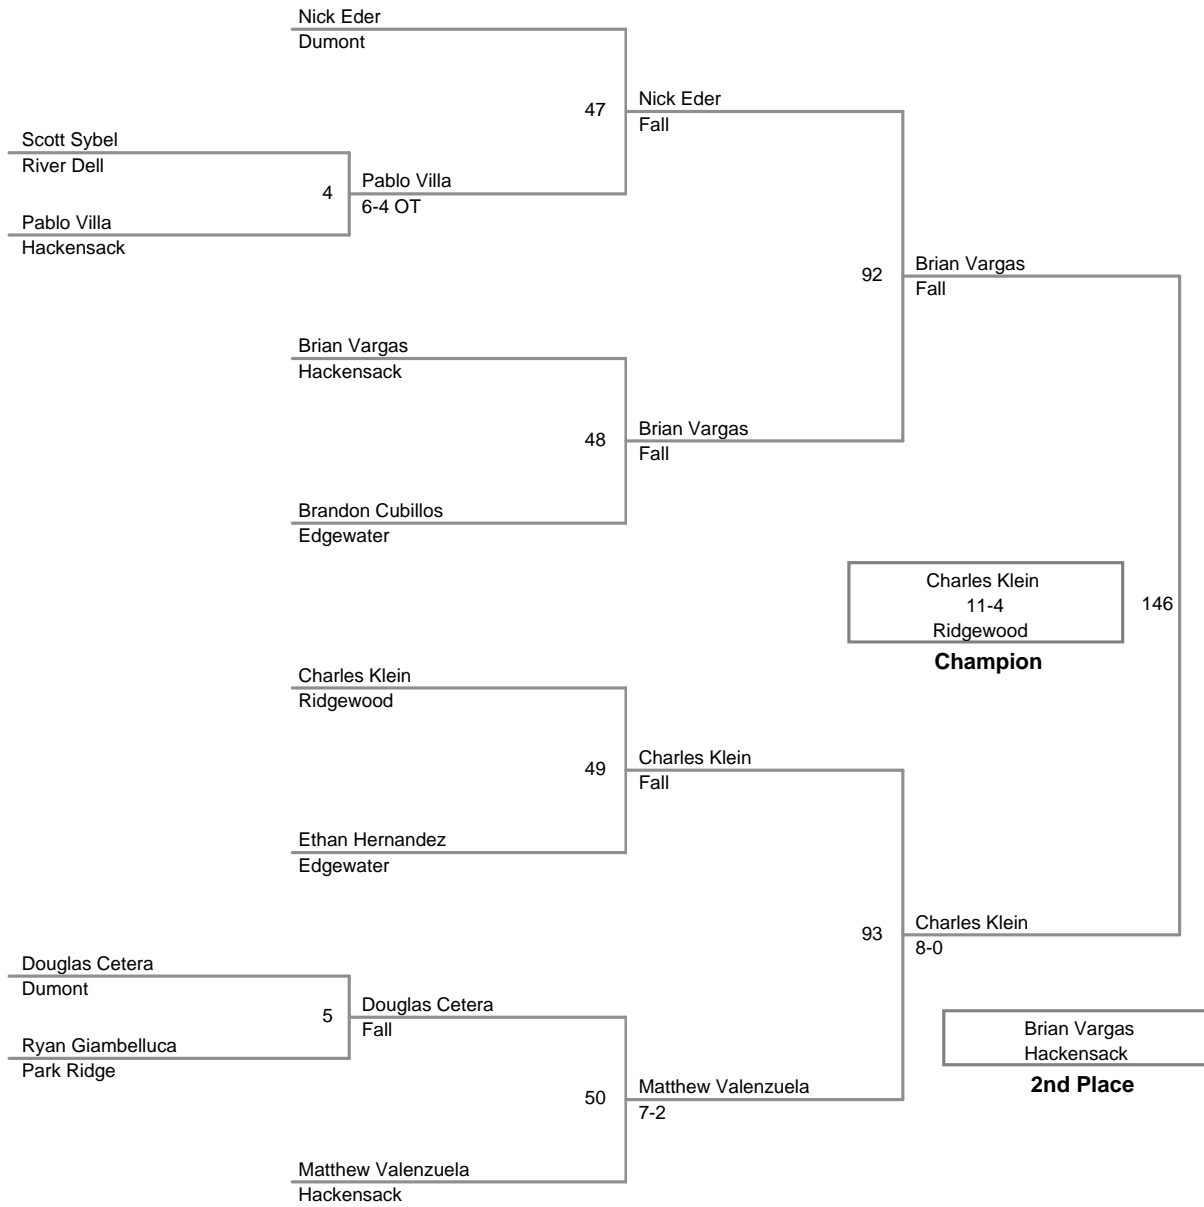 Nick Eder
Dumont
47
Nick Eder
Fall
Scott Sybel
River Dell
4
Pablo Villa
6-4 OT
Pablo Villa
Hackensack
92
Brian Vargas
Fall
Brian Vargas
Hackensack
48
Brian Vargas
Fall
Brandon Cubillos
Edgewater
Charles Klein
11-4
Ridgewood
Champion
146
Charles Klein
Ridgewood
49
Charles Klein
Fall
Ethan Hernandez
Edgewater
93
Charles Klein
8-0
Douglas Cetera
Dumont
5
Douglas Cetera
Fall
Ryan Giambelluca
Park Ridge
Brian Vargas
Hackensack
2nd Place
50
Matthew Valenzuela
7-2
Matthew Valenzuela
Hackensack